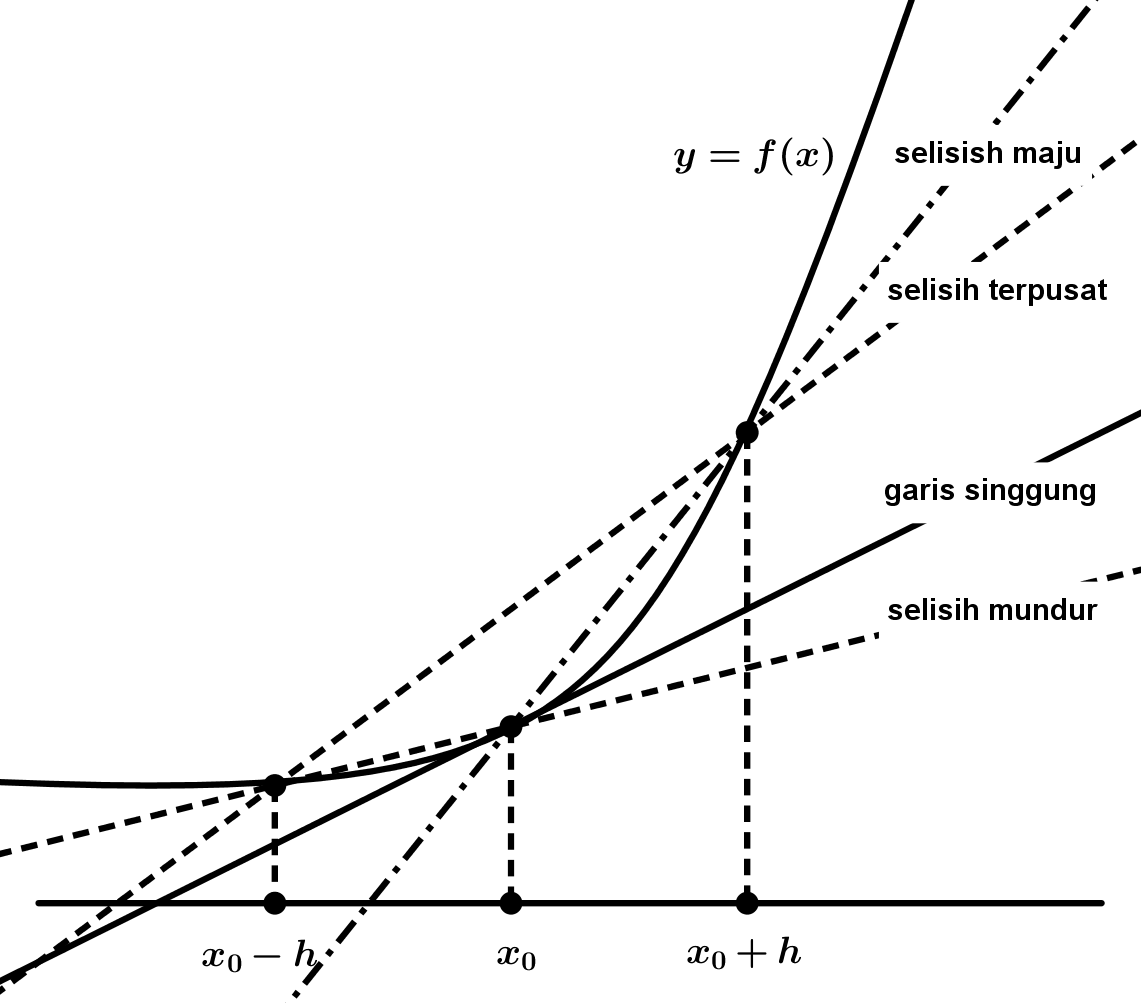 y = f(x)
selisish maju
selisih terpusat
garis singgung
selisih mundur
x₀ − h
x₀
x₀ + h